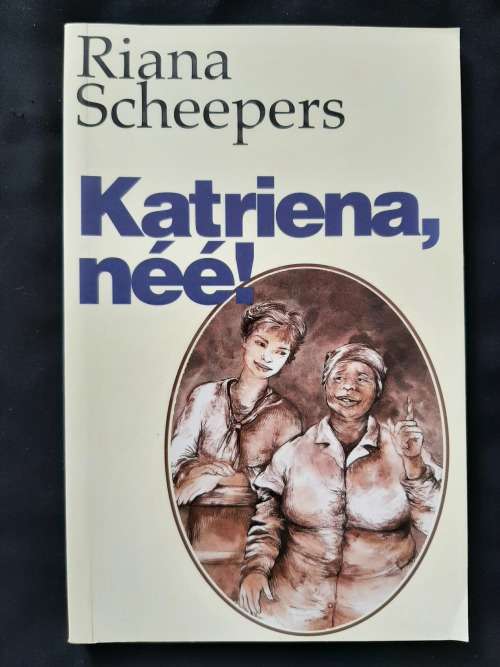 Riana
Scheepers
Katriena,
néé!